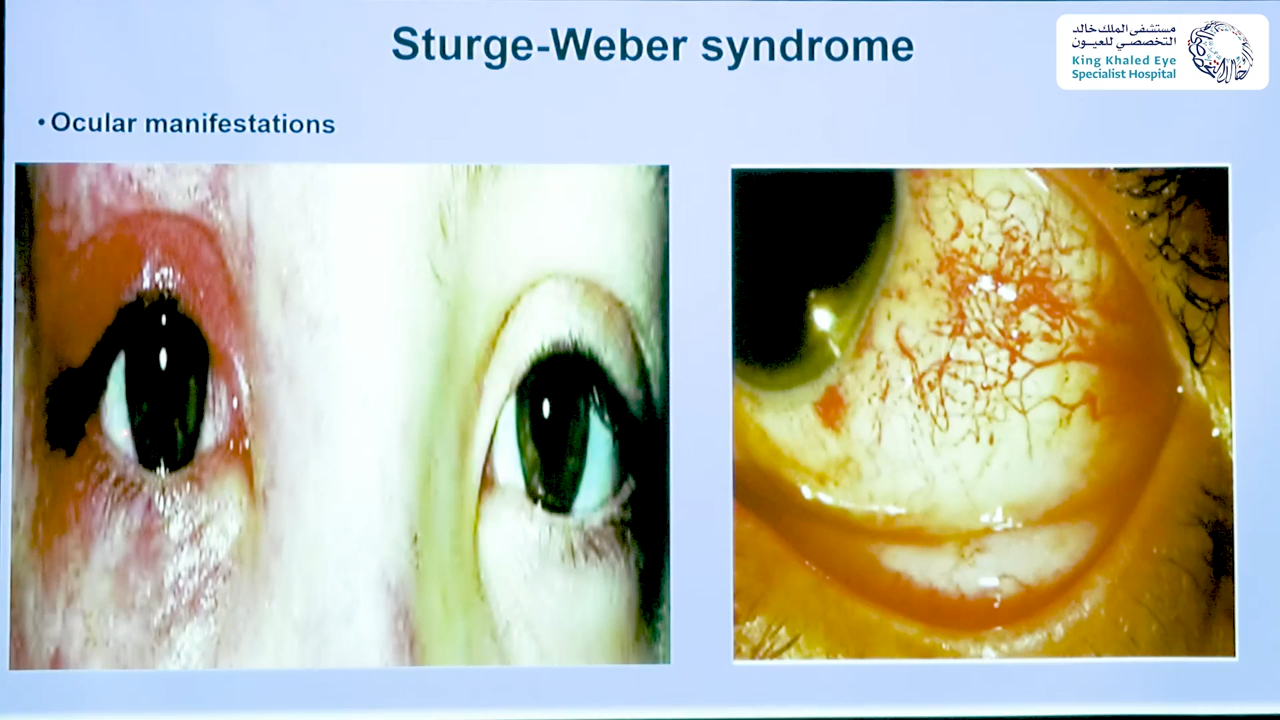 Sturge-Weber syndrome
مستشفى الملك خالد
التخصصي للعيون
King Khaled Eye
Specialist Hospital
• Ocular manifestations